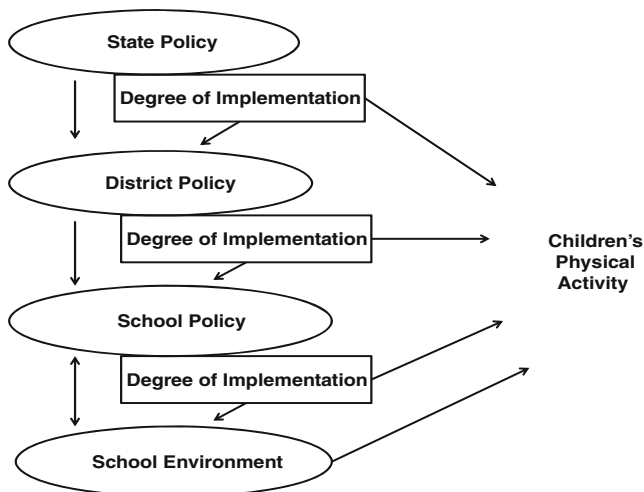 State Policy
Degree of Implementation
District Policy
Degree of Implementation
Children's
Physical
Activity
School Policy
Degree of Implementation
School Environment